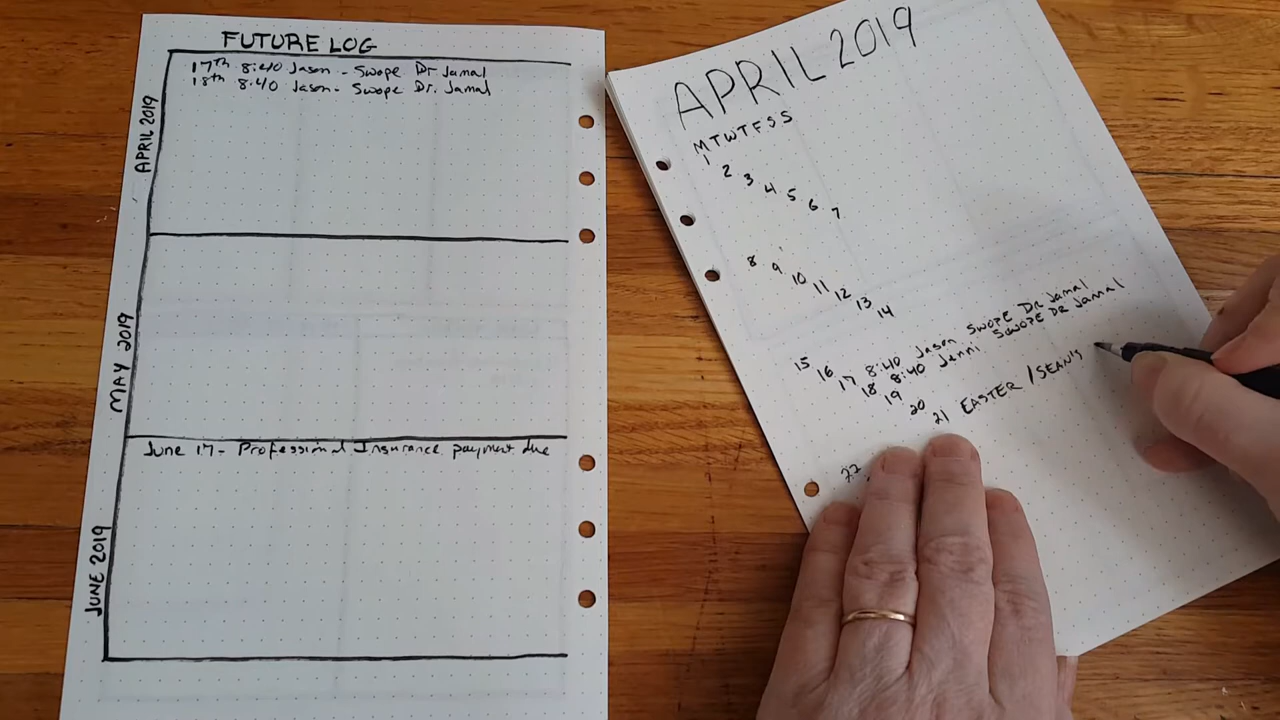 FUTURE LOG
APRIL 2019
17th 8:40 Jason - Swope Dr Jamal
18th 8:40 Jason - Swope Dr. Jamal
MAY 2019
JUNE 2019
June 17 - Professional Insurance payment due
APRIL 2019
M T W T F S S
1
2
3
4
5
6
7
8
9
10
11
12
13
14
15
16
17 8:40 Jason SWOPE DR Jamal
18 8:40 Jenni SWOPE DR Jamal
19
20
21 EASTER / SEAN'S
22